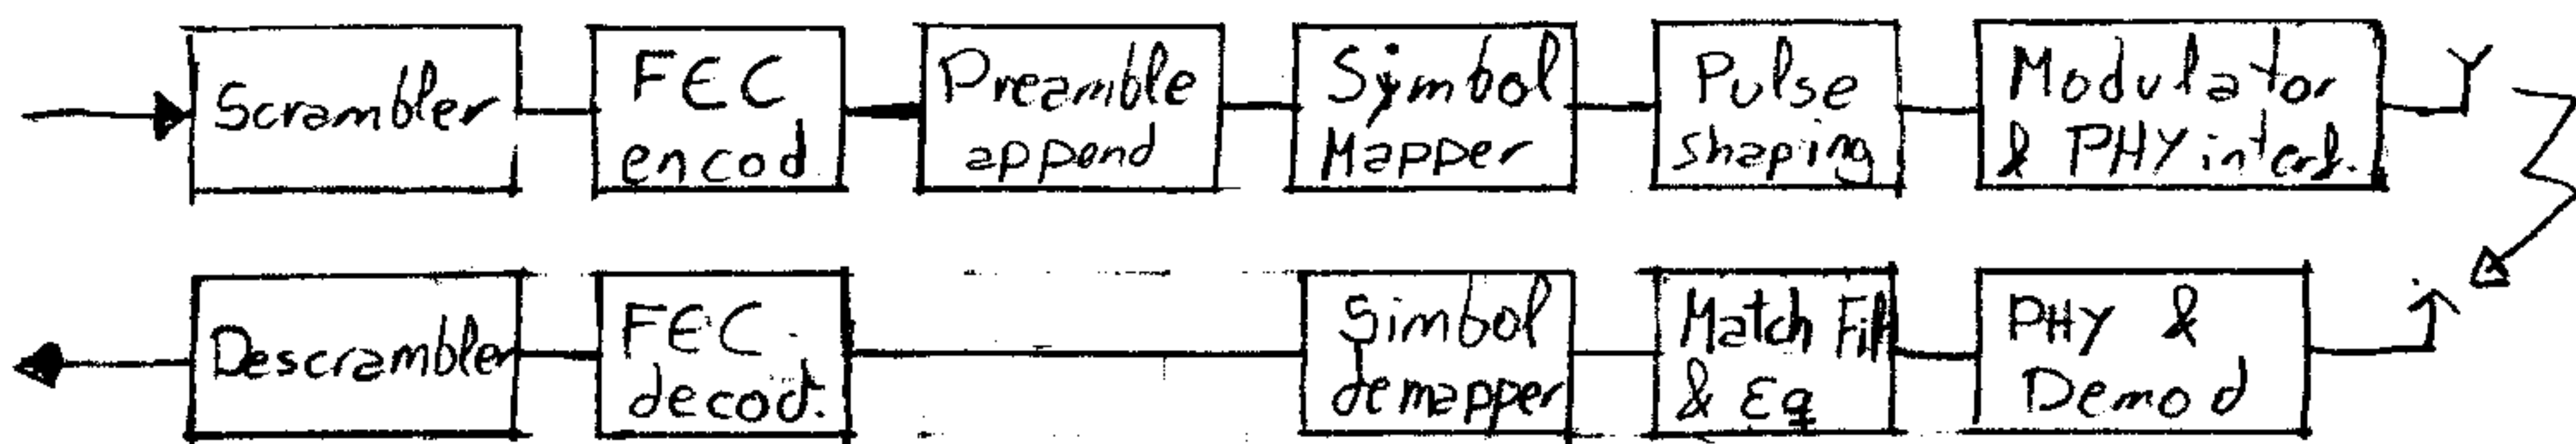 Scrambler
FEC
encod.
Preamble
append
Symbol
Mapper
Pulse
shaping
Modulator
& PHY interf.
Descrambler
FEC
decod.
Simbol
demapper
Match Filt
& Eq
PHY &
Demod